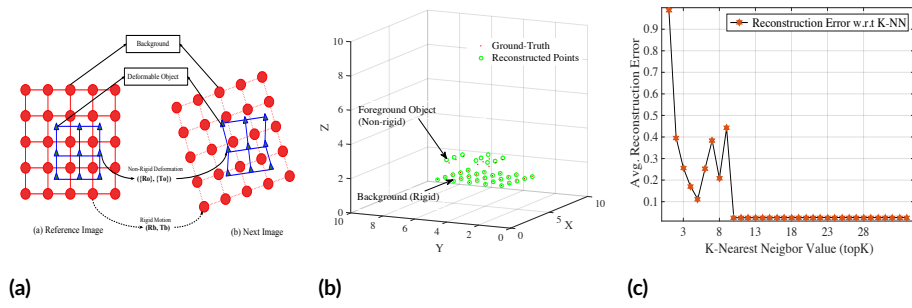 Background
Deformable Object
Non-Rigid Deformation
({Ro}, {To})
Rigid Motion
(Rb, Tb)
(a) Reference Image
(b) Next Image
(a)
Ground-Truth
Reconstructed Points
Foreground Object
(Non-rigid)
Background (Rigid)
Z
10
8
6
4
2
0
10
8
6
4
2
0
Y
0
5
10
X
(b)
Reconstruction Error w.r.t K-NN
Avg. Reconstruction Error
0.9
0.8
0.7
0.6
0.5
0.4
0.3
0.2
0.1
3
8
13
18
23
28
33
K-Nearest Neigbor Value (topK)
(c)